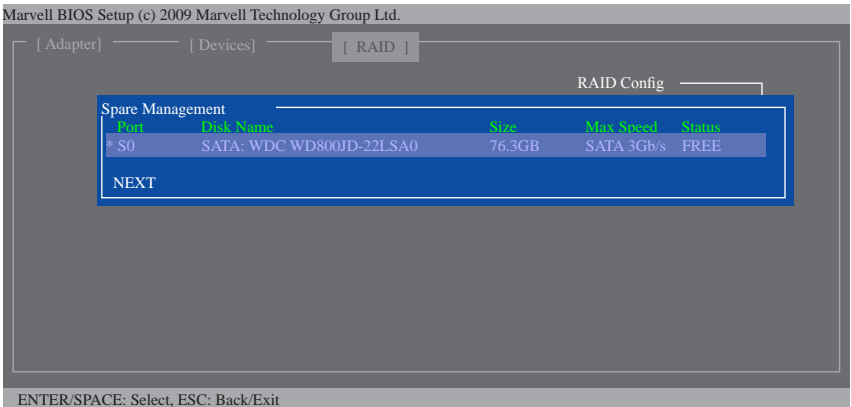 Marvell BIOS Setup (c) 2009 Marvell Technology Group Ltd.
[ Adapter] [ Devices] [ RAID ]
RAID Config
Spare Management
Port Disk Name Size Max Speed Status
* S0 SATA: WDC WD800JD-22LSA0 76.3GB SATA 3Gb/s FREE
NEXT
ENTER/SPACE: Select, ESC: Back/Exit